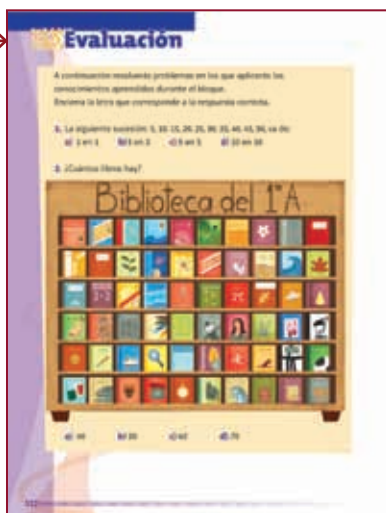 Evaluación
A continuación resolverás problemas en los que aplicarás los
conocimientos aprendidos durante el bloque.
Encierra la letra que corresponde a la respuesta correcta.
1. La siguiente sucesión: 5, 10, 15, 20, 25, 30, 35, 40, 45, 50, va de:
a) 1 en 1 b) 3 en 3 c) 5 en 5 d) 10 en 10
2. ¿Cuántos libros hay?
Biblioteca del 1° A
a) b) c) 60 d) 70